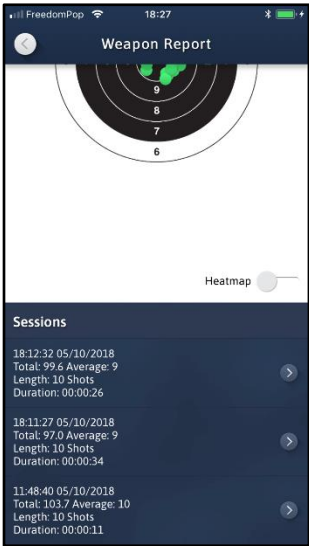 FreedomPop 18:27
Weapon Report
9
8
7
6
Heatmap
Sessions
18:12:32 05/10/2018
Total: 99.6 Average: 9
Length: 10 Shots
Duration: 00:00:26
18:11:27 05/10/2018
Total: 97.0 Average: 9
Length: 10 Shots
Duration: 00:00:34
11:48:40 05/10/2018
Total: 103.7 Average: 10
Length: 10 Shots
Duration: 00:00:11